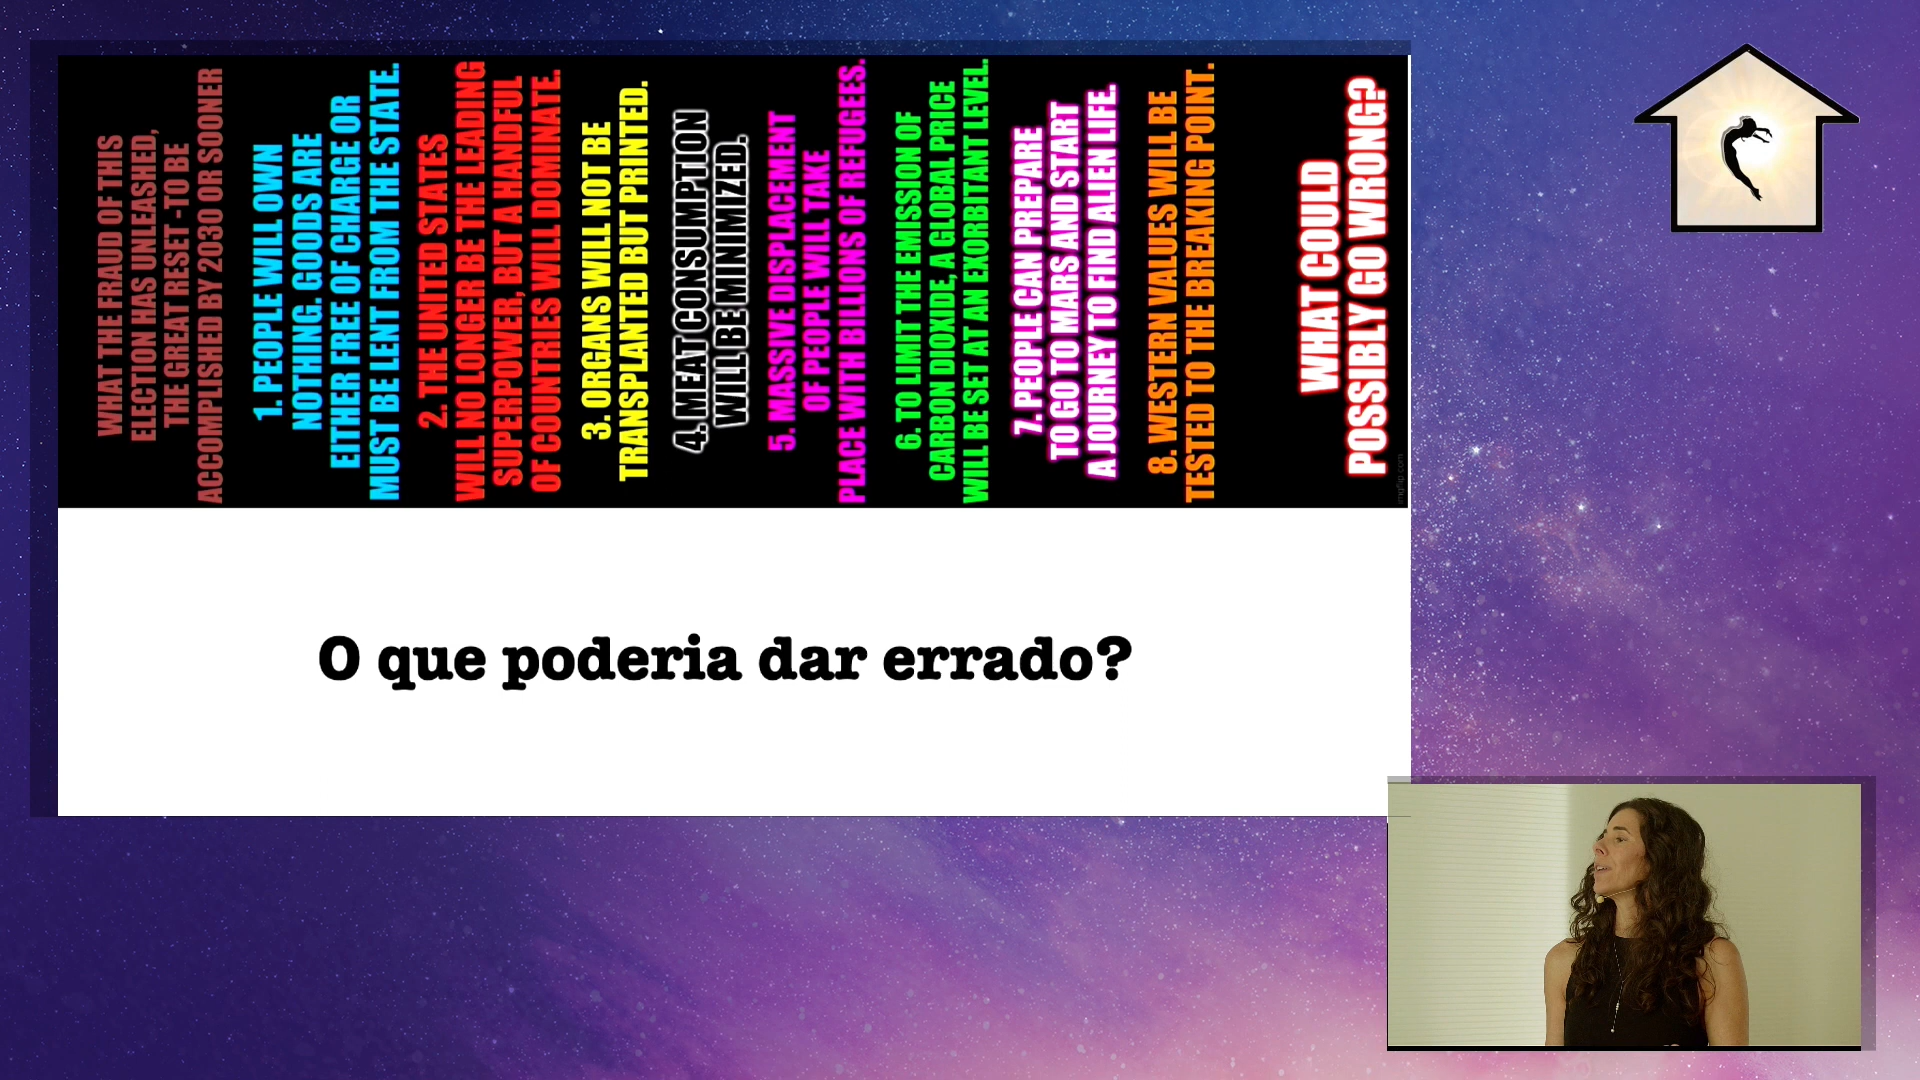 WHAT THE FRAUD OF THIS
ELECTION HAS UNLEASHED,
THE GREAT RESET -TO BE
ACCOMPLISHED BY 2030 OR SOONER
1. PEOPLE WILL OWN
NOTHING. GOODS ARE
EITHER FREE OF CHARGE OR
MUST BE LENT FROM THE STATE.
2. THE UNITED STATES
WILL NO LONGER BE THE LEADING
SUPERPOWER, BUT A HANDFUL
OF COUNTRIES WILL DOMINATE.
3. ORGANS WILL NOT BE
TRANSPLANTED BUT PRINTED.
4. MEAT CONSUMPTION
WILL BE MINIMIZED.
5. MASSIVE DISPLACEMENT
OF PEOPLE WILL TAKE
PLACE WITH BILLIONS OF REFUGEES.
6. TO LIMIT THE EMISSION OF
CARBON DIOXIDE, A GLOBAL PRICE
WILL BE SET AT AN EXORBITANT LEVEL.
7. PEOPLE CAN PREPARE
TO GO TO MARS AND START
A JOURNEY TO FIND ALIEN LIFE.
8. WESTERN VALUES WILL BE
TESTED TO THE BREAKING POINT.
WHAT COULD
POSSIBLY GO WRONG?
imgflip.com
O que poderia dar errado?